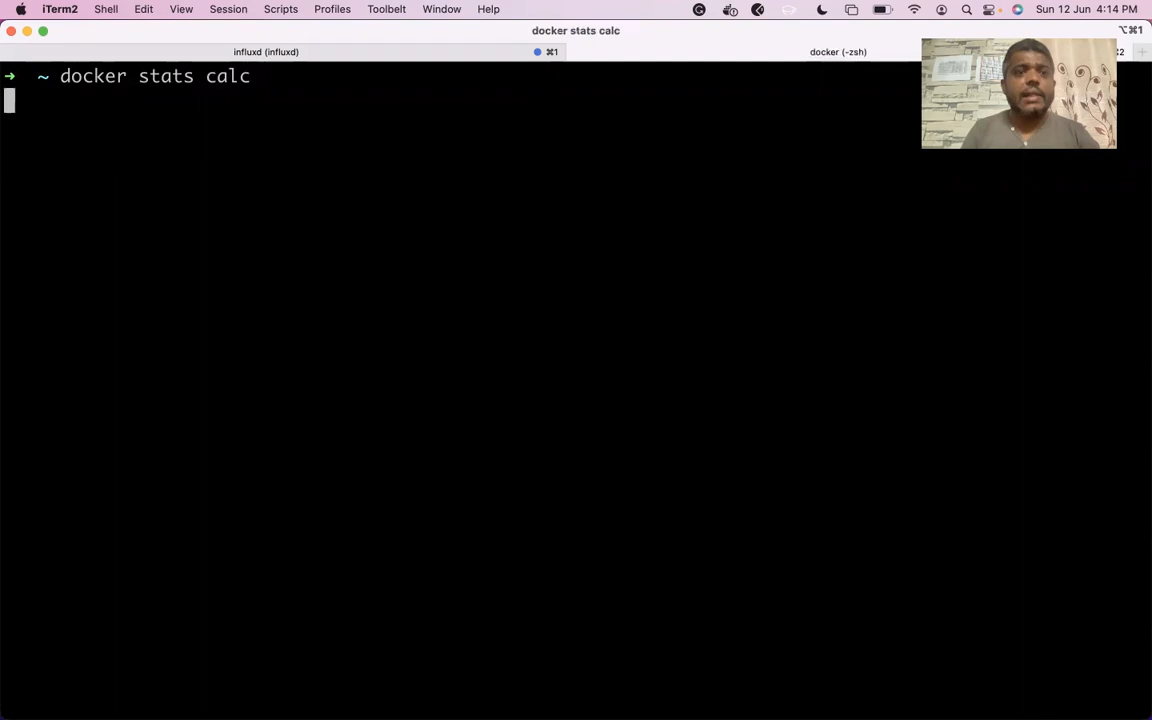 iTerm2 Shell Edit View Session Scripts Profiles Toolbelt Window Help Sun 12 Jun 4:14 PM
docker stats calc ⌥⌘1
influxd (influxd) ⌘1 docker (-zsh) 2
➜ ~ docker stats calc